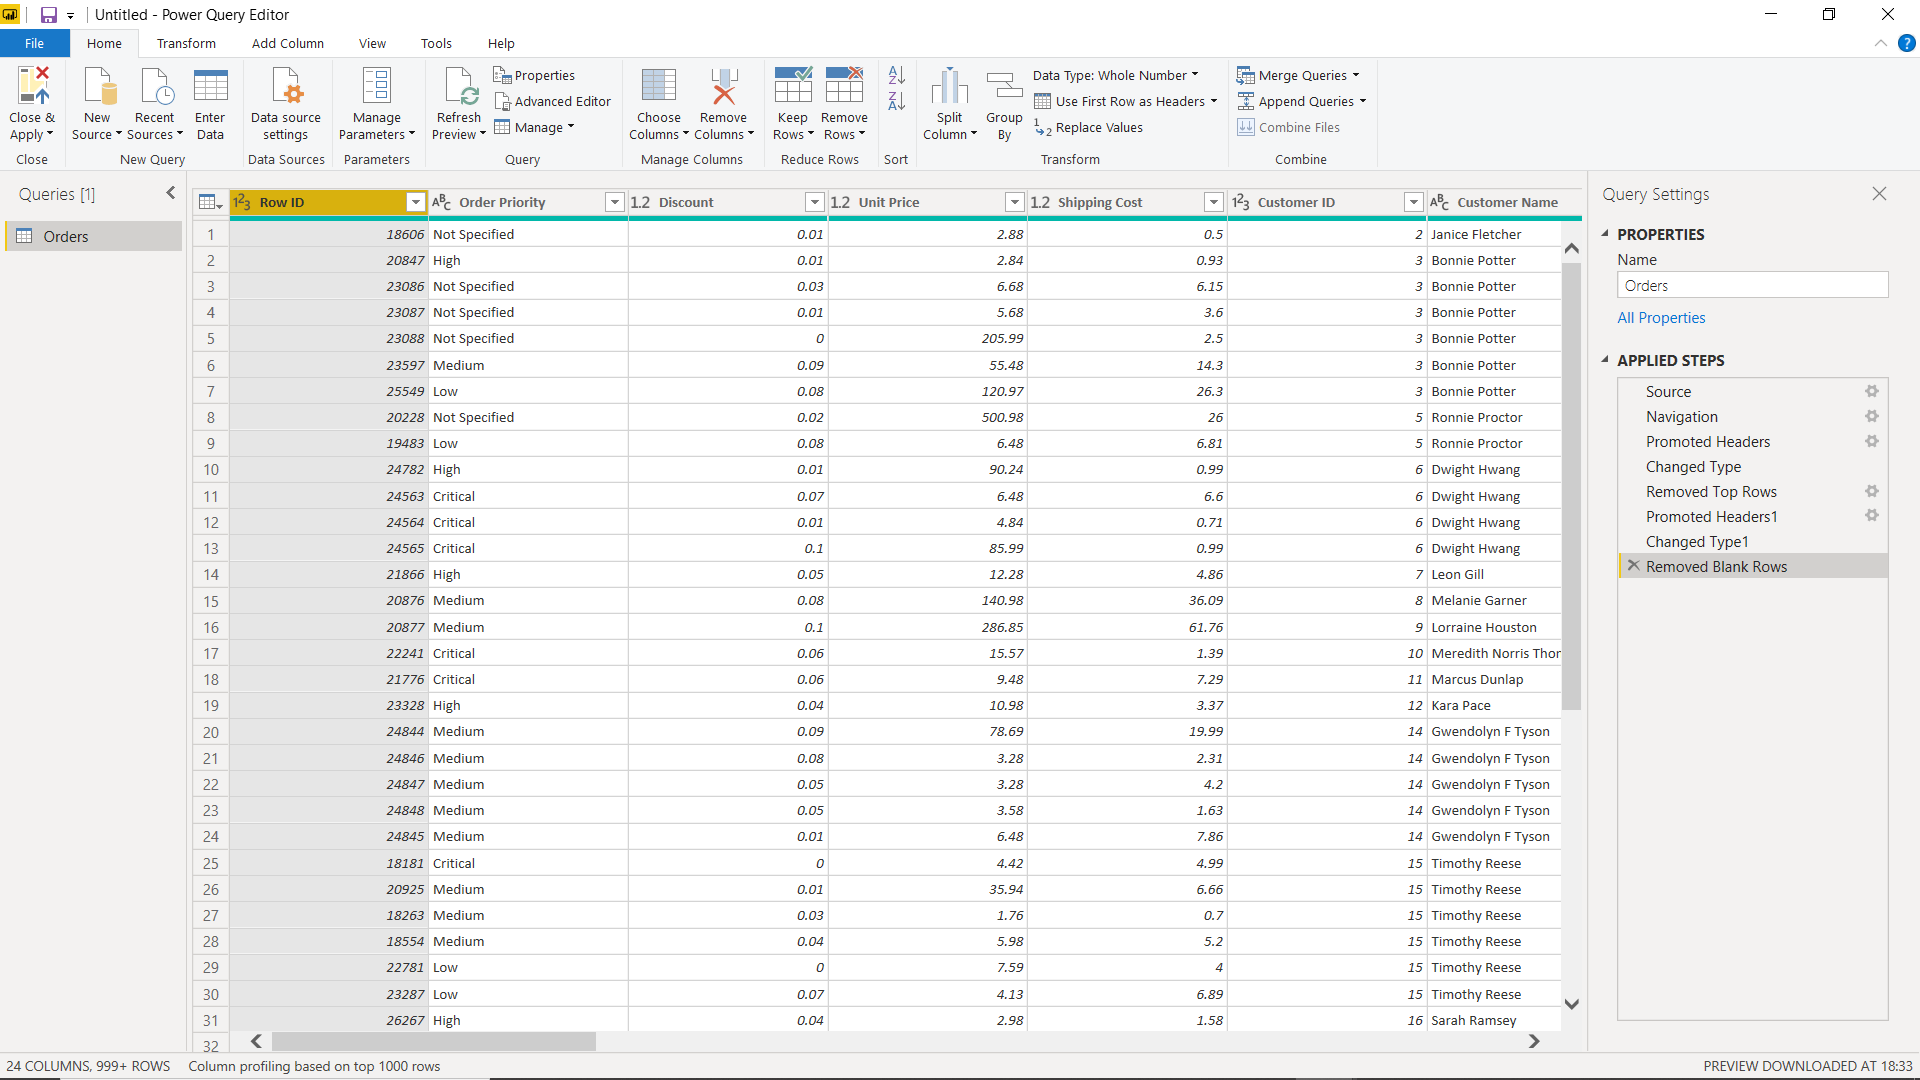 Untitled - Power Query Editor
File Home Transform Add Column View Tools Help
Close & Apply
Close
New Source
Recent Sources
Enter Data
New Query
Data source settings
Data Sources
Manage Parameters
Parameters
Refresh Preview
Properties
Advanced Editor
Manage
Query
Choose Columns
Remove Columns
Manage Columns
Keep Rows
Remove Rows
Reduce Rows
Sort
Split Column
Group By
Data Type: Whole Number
Use First Row as Headers
Replace Values
Transform
Merge Queries
Append Queries
Combine Files
Combine
Queries [1]
Orders
Row ID Order Priority 1.2 Discount 1.2 Unit Price 1.2 Shipping Cost Customer ID Customer Name
1 18606 Not Specified 0.01 2.88 0.5 2 Janice Fletcher
2 20847 High 0.01 2.84 0.93 3 Bonnie Potter
3 23086 Not Specified 0.03 6.68 6.15 3 Bonnie Potter
4 23087 Not Specified 0.01 5.68 3.6 3 Bonnie Potter
5 23088 Not Specified 0 205.99 2.5 3 Bonnie Potter
6 23597 Medium 0.09 55.48 14.3 3 Bonnie Potter
7 25549 Low 0.08 120.97 26.3 3 Bonnie Potter
8 20228 Not Specified 0.02 500.98 26 5 Ronnie Proctor
9 19483 Low 0.08 6.48 6.81 5 Ronnie Proctor
10 24782 High 0.01 90.24 0.99 6 Dwight Hwang
11 24563 Critical 0.07 6.48 6.6 6 Dwight Hwang
12 24564 Critical 0.01 4.84 0.71 6 Dwight Hwang
13 24565 Critical 0.1 85.99 0.99 6 Dwight Hwang
14 21866 High 0.05 12.28 4.86 7 Leon Gill
15 20876 Medium 0.08 140.98 36.09 8 Melanie Garner
16 20877 Medium 0.1 286.85 61.76 9 Lorraine Houston
17 22241 Critical 0.06 15.57 1.39 10 Meredith Norris Thor
18 21776 Critical 0.06 9.48 7.29 11 Marcus Dunlap
19 23328 High 0.04 10.98 3.37 12 Kara Pace
20 24844 Medium 0.09 78.69 19.99 14 Gwendolyn F Tyson
21 24846 Medium 0.08 3.28 2.31 14 Gwendolyn F Tyson
22 24847 Medium 0.05 3.28 4.2 14 Gwendolyn F Tyson
23 24848 Medium 0.05 3.58 1.63 14 Gwendolyn F Tyson
24 24845 Medium 0.01 6.48 7.86 14 Gwendolyn F Tyson
25 18181 Critical 0 4.42 4.99 15 Timothy Reese
26 20925 Medium 0.01 35.94 6.66 15 Timothy Reese
27 18263 Medium 0.03 1.76 0.7 15 Timothy Reese
28 18554 Medium 0.04 5.98 5.2 15 Timothy Reese
29 22781 Low 0 7.59 4 15 Timothy Reese
30 23287 Low 0.07 4.13 6.89 15 Timothy Reese
31 26267 High 0.04 2.98 1.58 16 Sarah Ramsey
32
Query Settings
PROPERTIES
Name
Orders
All Properties
APPLIED STEPS
Source
Navigation
Promoted Headers
Changed Type
Removed Top Rows
Promoted Headers1
Changed Type1
Removed Blank Rows
24 COLUMNS, 999+ ROWS Column profiling based on top 1000 rows PREVIEW DOWNLOADED AT 18:33